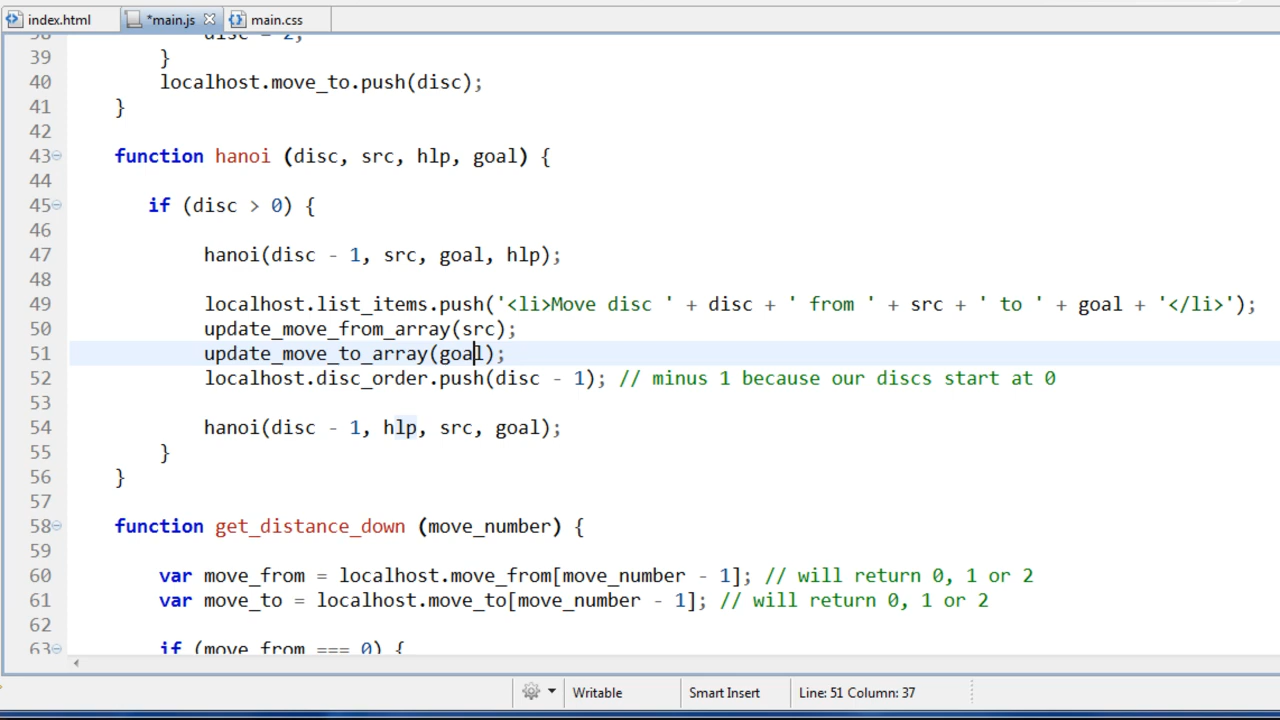 index.html *main.js main.css
38 disc = 2;
39 }
40 localhost.move_to.push(disc);
41 }
42
43 function hanoi (disc, src, hlp, goal) {
44
45 if (disc > 0) {
46
47 hanoi(disc - 1, src, goal, hlp);
48
49 localhost.list_items.push('<li>Move disc ' + disc + ' from ' + src + ' to ' + goal + '</li>');
50 update_move_from_array(src);
51 update_move_to_array(goal);
52 localhost.disc_order.push(disc - 1); // minus 1 because our discs start at 0
53
54 hanoi(disc - 1, hlp, src, goal);
55 }
56 }
57
58 function get_distance_down (move_number) {
59
60 var move_from = localhost.move_from[move_number - 1]; // will return 0, 1 or 2
61 var move_to = localhost.move_to[move_number - 1]; // will return 0, 1 or 2
62
63 if (move_from === 0) {
Writable Smart Insert Line: 51 Column: 37